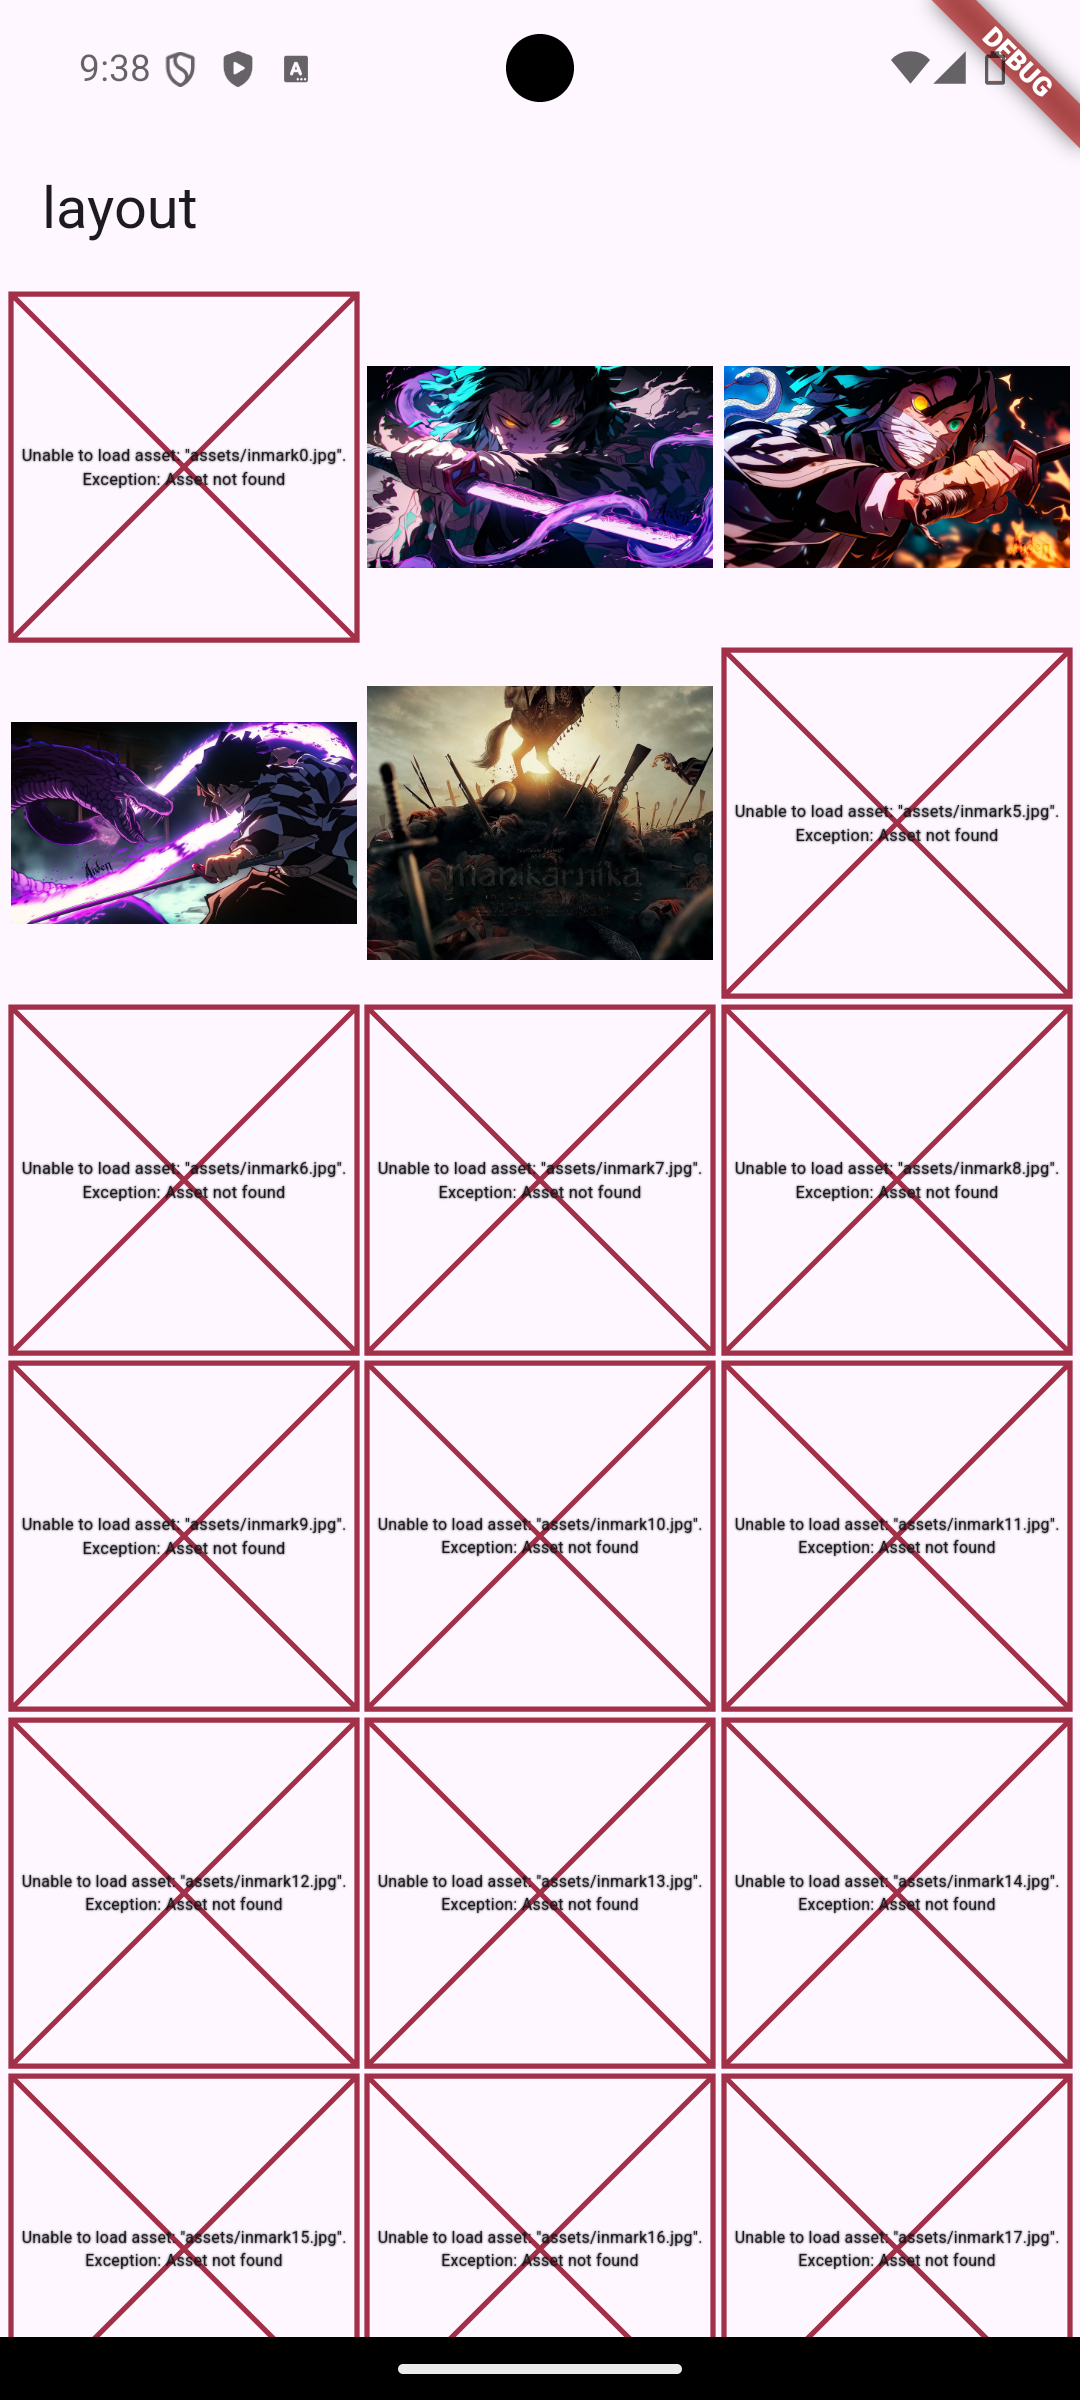 9:38
DEBUG
layout
Unable to load asset: "assets/inmark0.jpg".
Exception: Asset not found
Aiden
Manikarnika
Unable to load asset: "assets/inmark5.jpg".
Exception: Asset not found
Unable to load asset: "assets/inmark6.jpg".
Exception: Asset not found
Unable to load asset: "assets/inmark7.jpg".
Exception: Asset not found
Unable to load asset: "assets/inmark8.jpg".
Exception: Asset not found
Unable to load asset: "assets/inmark9.jpg".
Exception: Asset not found
Unable to load asset: "assets/inmark10.jpg".
Exception: Asset not found
Unable to load asset: "assets/inmark11.jpg".
Exception: Asset not found
Unable to load asset: "assets/inmark12.jpg".
Exception: Asset not found
Unable to load asset: "assets/inmark13.jpg".
Exception: Asset not found
Unable to load asset: "assets/inmark14.jpg".
Exception: Asset not found
Unable to load asset: "assets/inmark15.jpg".
Exception: Asset not found
Unable to load asset: "assets/inmark16.jpg".
Exception: Asset not found
Unable to load asset: "assets/inmark17.jpg".
Exception: Asset not found